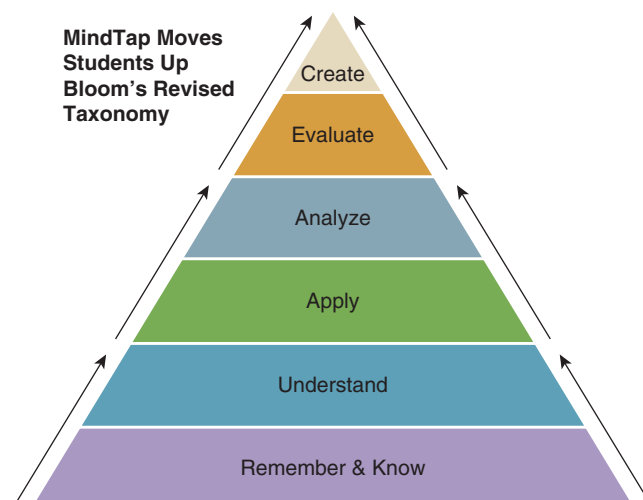 MindTap Moves
Students Up
Bloom's Revised
Taxonomy
Create
Evaluate
Analyze
Apply
Understand
Remember & Know